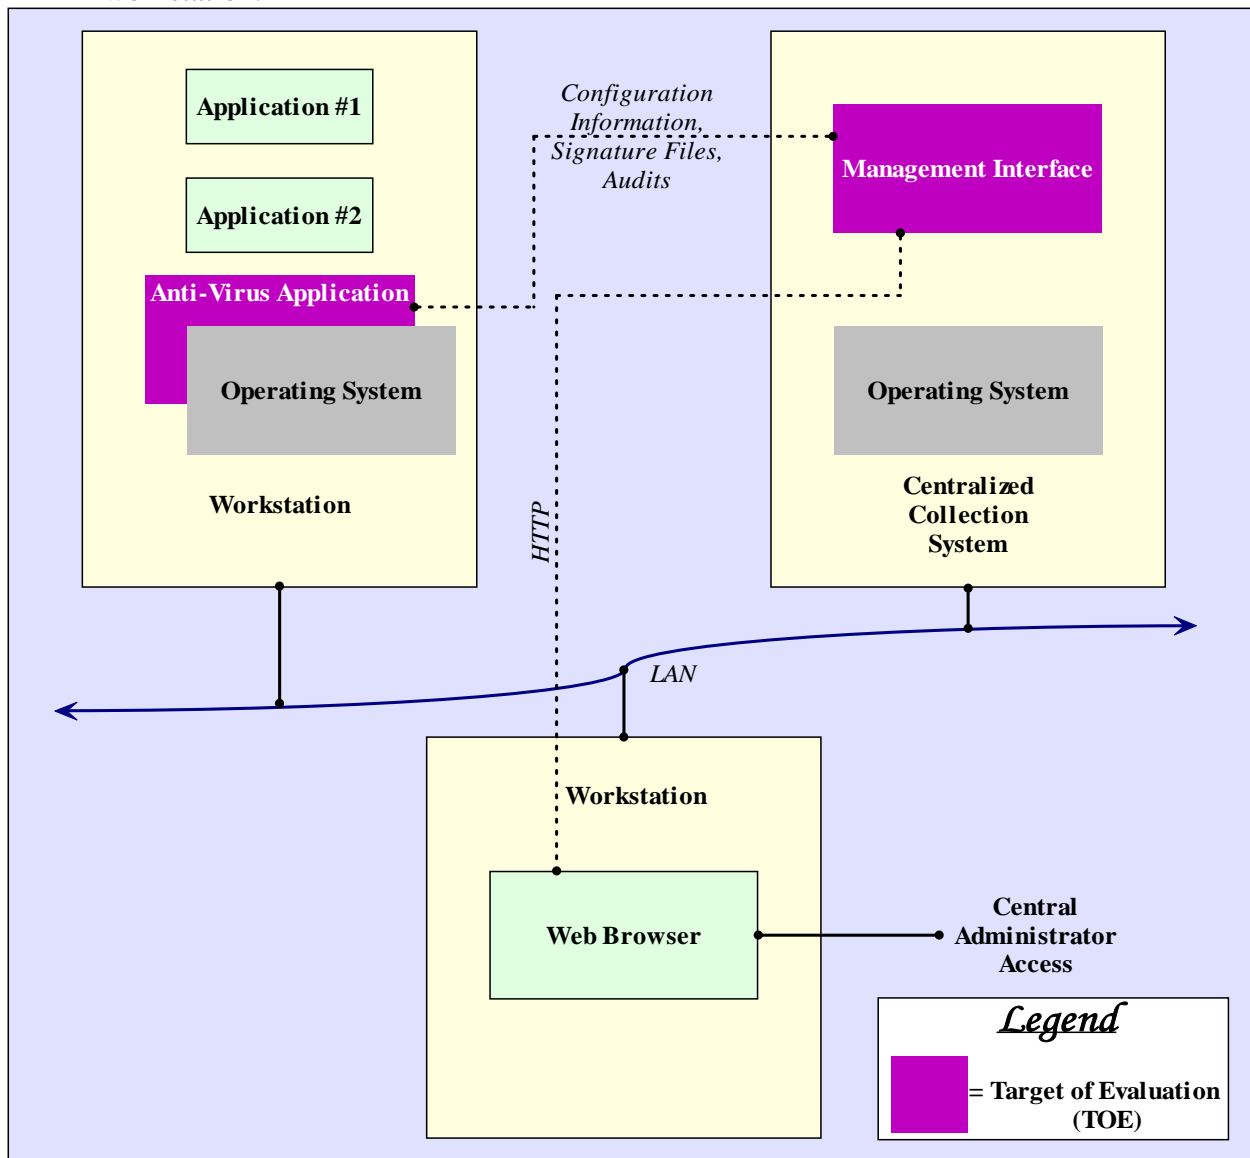 Application #1
Application #2
Anti-Virus Application
Operating System
Workstation
Configuration
Information,
Signature Files,
Audits
Management Interface
Operating System
Centralized
Collection
System
HTTP
LAN
Workstation
Web Browser
Central
Administrator
Access
Legend
= Target of Evaluation
(TOE)